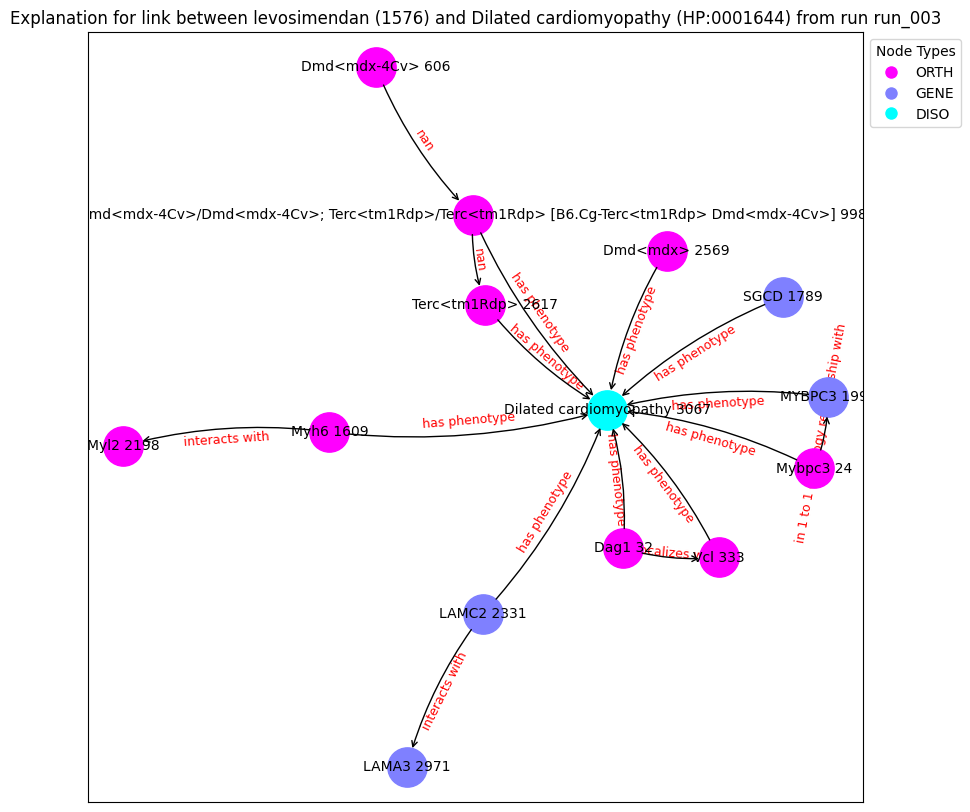 Explanation for link between levosimendan (1576) and Dilated cardiomyopathy (HP:0001644) from run run_003
Node Types
ORTH
GENE
DISO
Dmd<mdx-4Cv> 606
nan
md<mdx-4Cv>/Dmd<mdx-4Cv>; Terc<tm1Rdp>/Terc<tm1Rdp> [B6.Cg-Terc<tm1Rdp> Dmd<mdx-4Cv>] 998
nan
has phenotype
Dmd<mdx> 2569
Terc<tm1Rdp> 2617
has phenotype
has phenotype
SGCD 1789
has phenotype
ship with
MYBPC3 199
has phenotype
Dilated cardiomyopathy 3067
has phenotype
Myh6 1609
interacts with
Myl2 2198
has phenotype
Mybpc3 24
in 1 to 1
has phenotype
has phenotype
has phenotype
Dag1 32
Vcl 333
LAMC2 2331
interacts with
LAMA3 2971